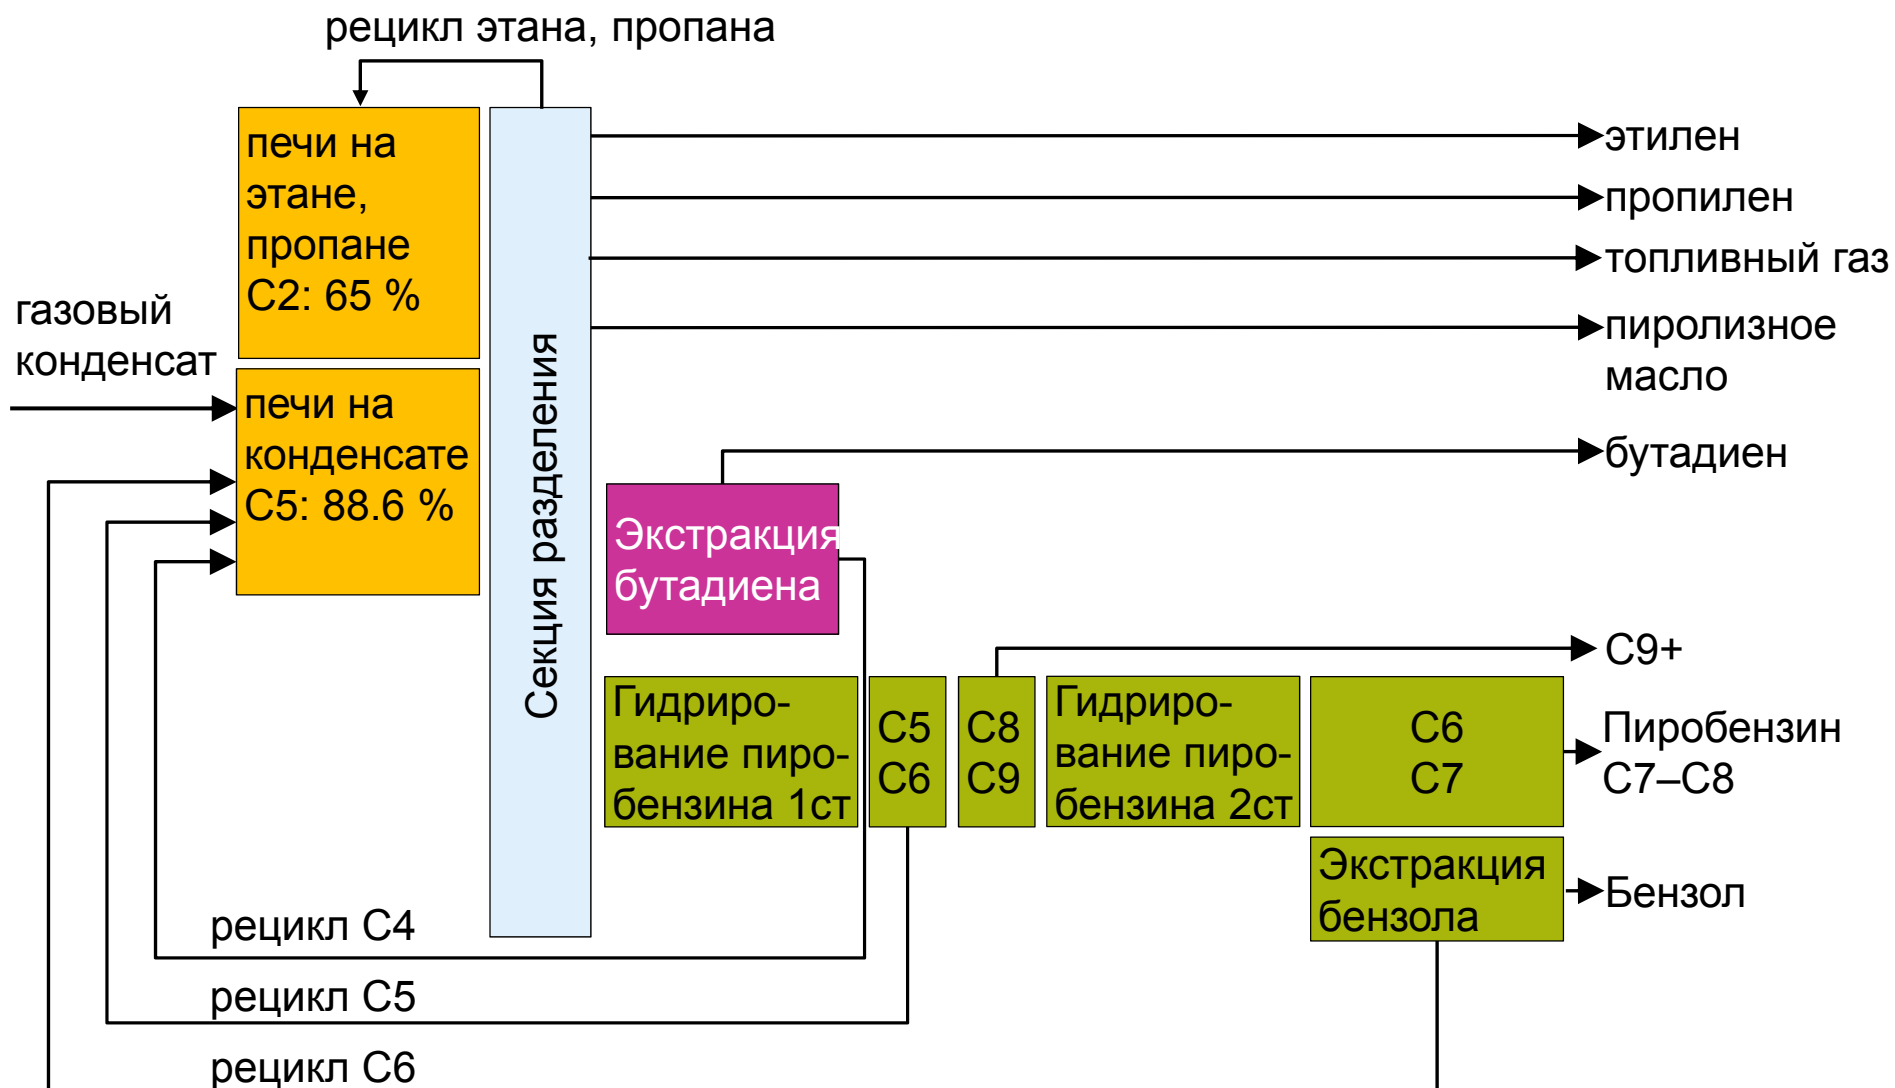 рецикл этана, пропана
печи на
этане,
пропане
C2: 65 %
газовый
конденсат
печи на
конденсате
C5: 88.6 %
Секция разделения
этилен
пропилен
топливный газ
пиролизное
масло
бутадиен
Экстракция
бутадиена
C9+
Гидриро-
вание пиро-
бензина 1ст
C5
C6
C8
C9
Гидриро-
вание пиро-
бензина 2ст
C6
C7
Пиробензин
C7–C8
Экстракция
бензола
Бензол
рецикл C4
рецикл C5
рецикл C6